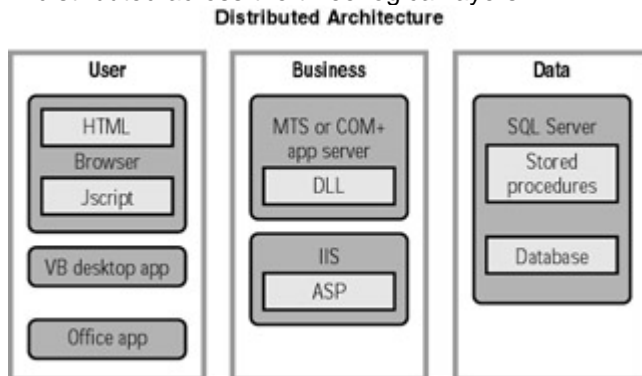 Distributed Architecture
User
HTML
Browser
Jscript
VB desktop app
Office app
Business
MTS or COM+
app server
DLL
IIS
ASP
Data
SQL Server
Stored
procedures
Database